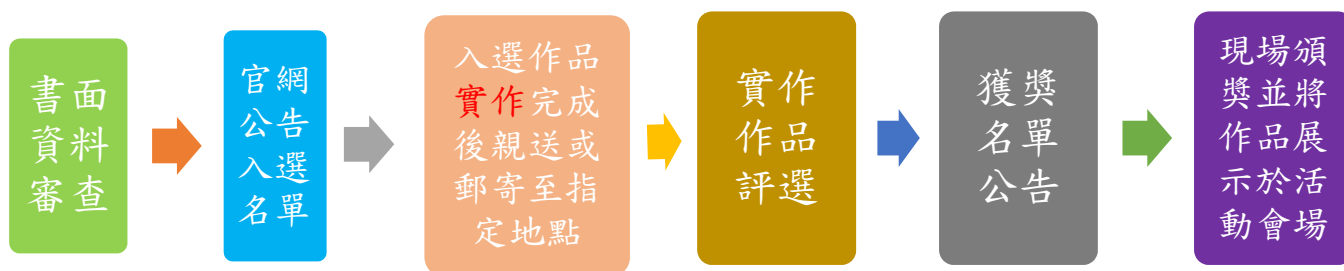 書面
資料
審查
官網
公告
入選
名單
入選作品
實作完成
後親送或
郵寄至指
定地點
實作
作品
評選
獲獎
名單
公告
現場頒
獎並將
作品展
示於活
動會場